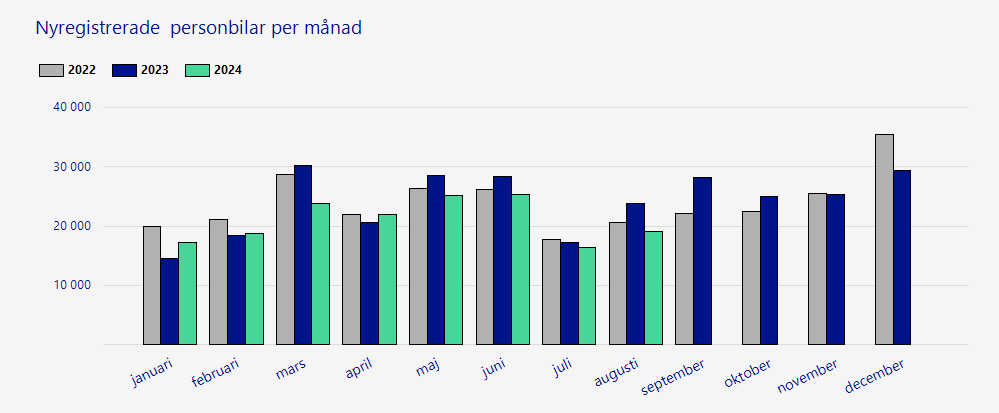 Nyregistrerade  personbilar per månad
2022 2023 2024
40 000
30 000
20 000
10 000
januari februari mars april maj juni juli augusti september oktober november december